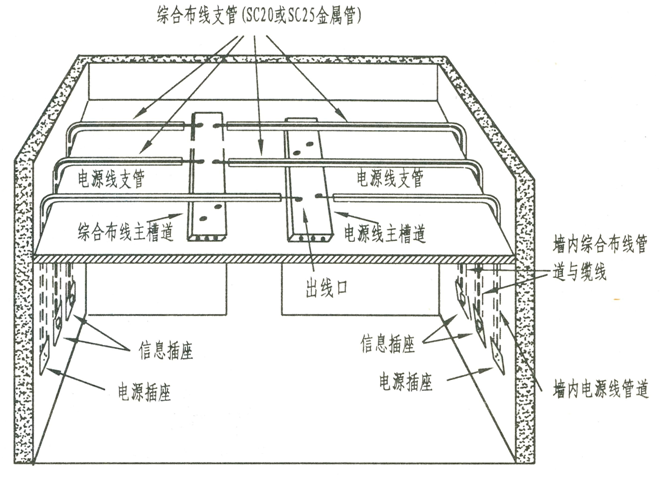 综合布线支管(SC20或SC25金属管)
电源线支管
电源线支管
综合布线主槽道
电源线主槽道
墙内综合布线管
道与缆线
出线口
信息插座
信息插座
电源插座
电源插座
墙内电源线管道